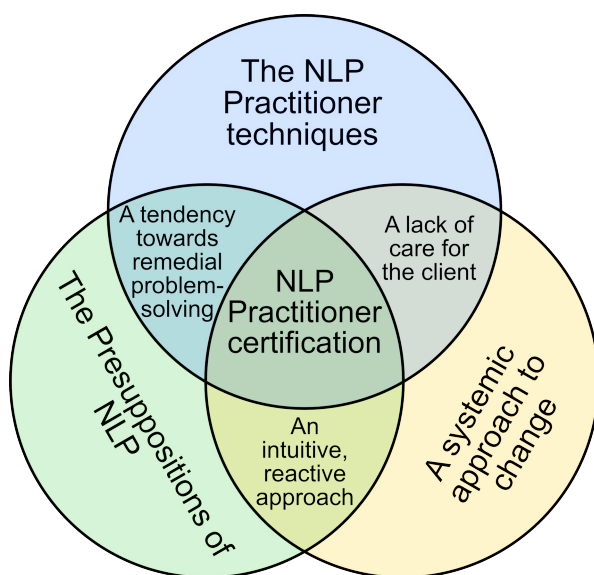 The NLP
Practitioner
techniques
A tendency
towards
remedial
problem-
solving
A lack of
care for
the client
NLP
Practitioner
certification
The Presuppositions of
NLP
A systemic
approach to
change
An
intuitive,
reactive
approach